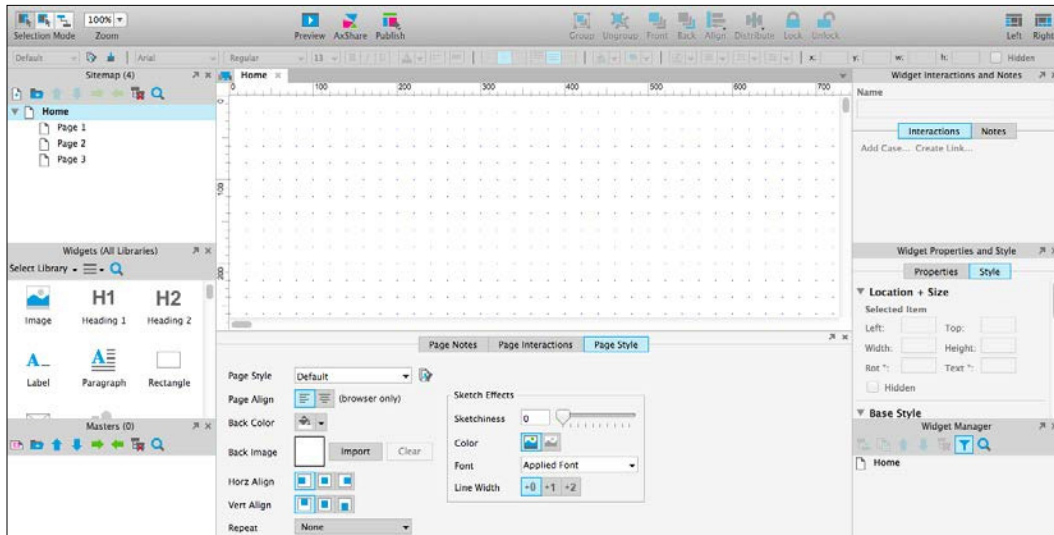 100%
Selection Mode Zoom Preview AxShare Publish Group Ungroup Front Back Align Distribute Lock Unlock Left Right
Default Arial Regular 13 x: y: w: h: Hidden
Sitemap (4)
Home
Page 1
Page 2
Page 3
Widgets (All Libraries)
Select Library
H1 H2
Image Heading 1 Heading 2
A
A
Label Paragraph Rectangle
Masters (0)
Home
0 100 200 300 400 500 600 700
100
200
Page Notes Page Interactions Page Style
Page Style Default
Page Align (browser only)
Back Color
Back Image Import Clear
Horz Align
Vert Align
Repeat None
Sketch Effects
Sketchiness 0
Color
Font Applied Font
Line Width +0 +1 +2
Widget Interactions and Notes
Name
Interactions Notes
Add Case... Create Link...
Widget Properties and Style
Properties Style
Location + Size
Selected Item
Left: Top:
Width: Height:
Rot °: Text °:
Hidden
Base Style
Widget Manager
Home